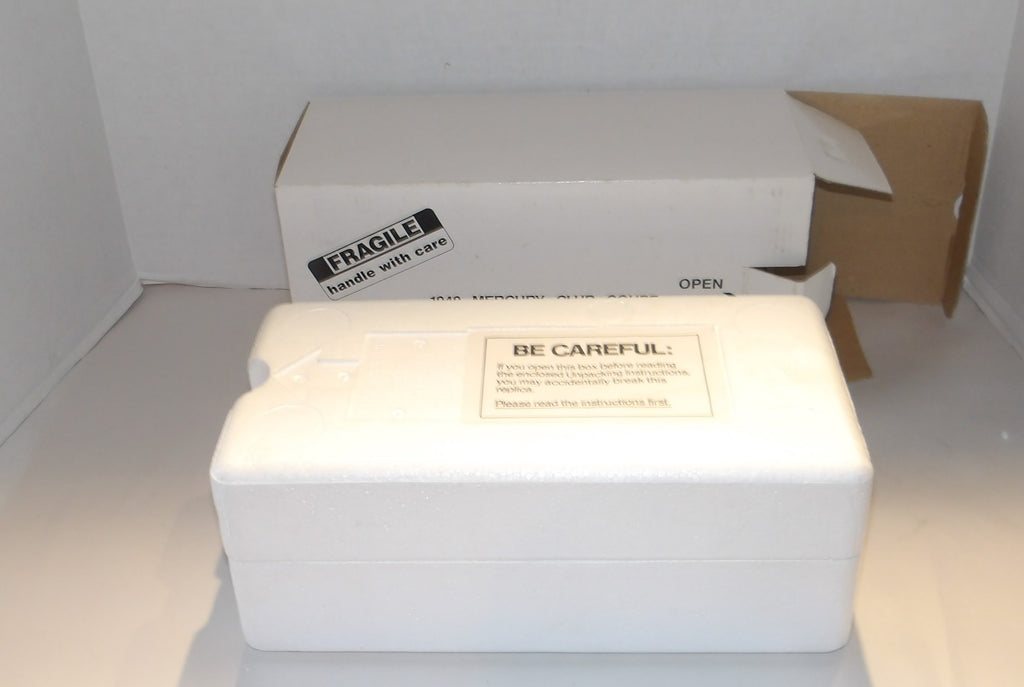 FRAGILE
handle with care
OPEN
MERCURY CLUB COUPE
BE CAREFUL:
If you open this box before reading
the enclosed Unpacking Instructions,
you may accidentally break this
replica.
Please read the instructions first.